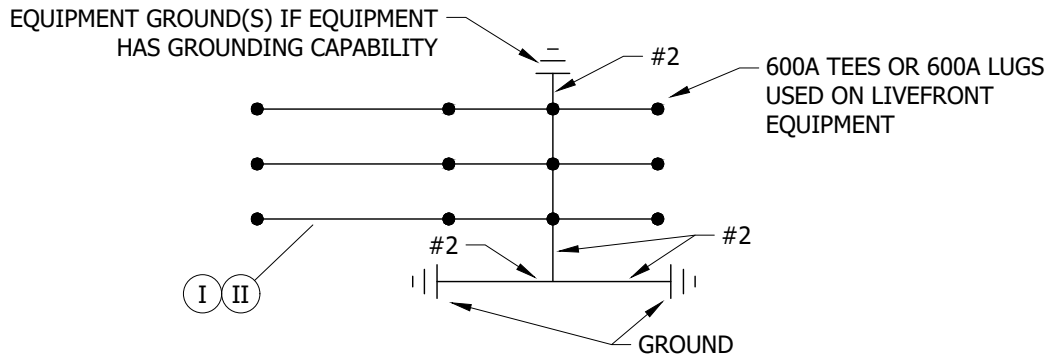 EQUIPMENT GROUND(S) IF EQUIPMENT
HAS GROUNDING CAPABILITY
#2
600A TEES OR 600A LUGS
USED ON LIVEFRONT
EQUIPMENT
#2
#2
I II
GROUND